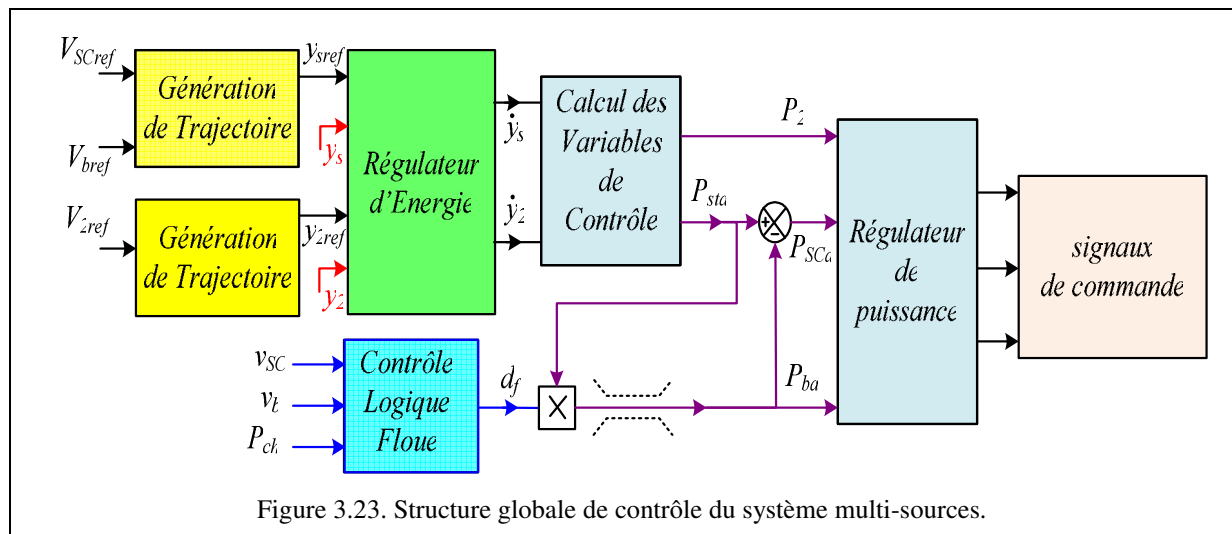 V_SCref
V_bref
Génération
de Trajectoire
y_sref
y_s
V_2ref
Génération
de Trajectoire
y_2ref
y_2
Régulateur
d'Energie
ẏ_s
ẏ_2
Calcul des
Variables
de
Contrôle
P_2
P_sta
+
-
P_SCa
v_SC
v_b
P_ch
Contrôle
Logique
Floue
d_f
X
P_ba
Régulateur
de
puissance
signaux
de commande
Figure 3.23. Structure globale de contrôle du système multi-sources.